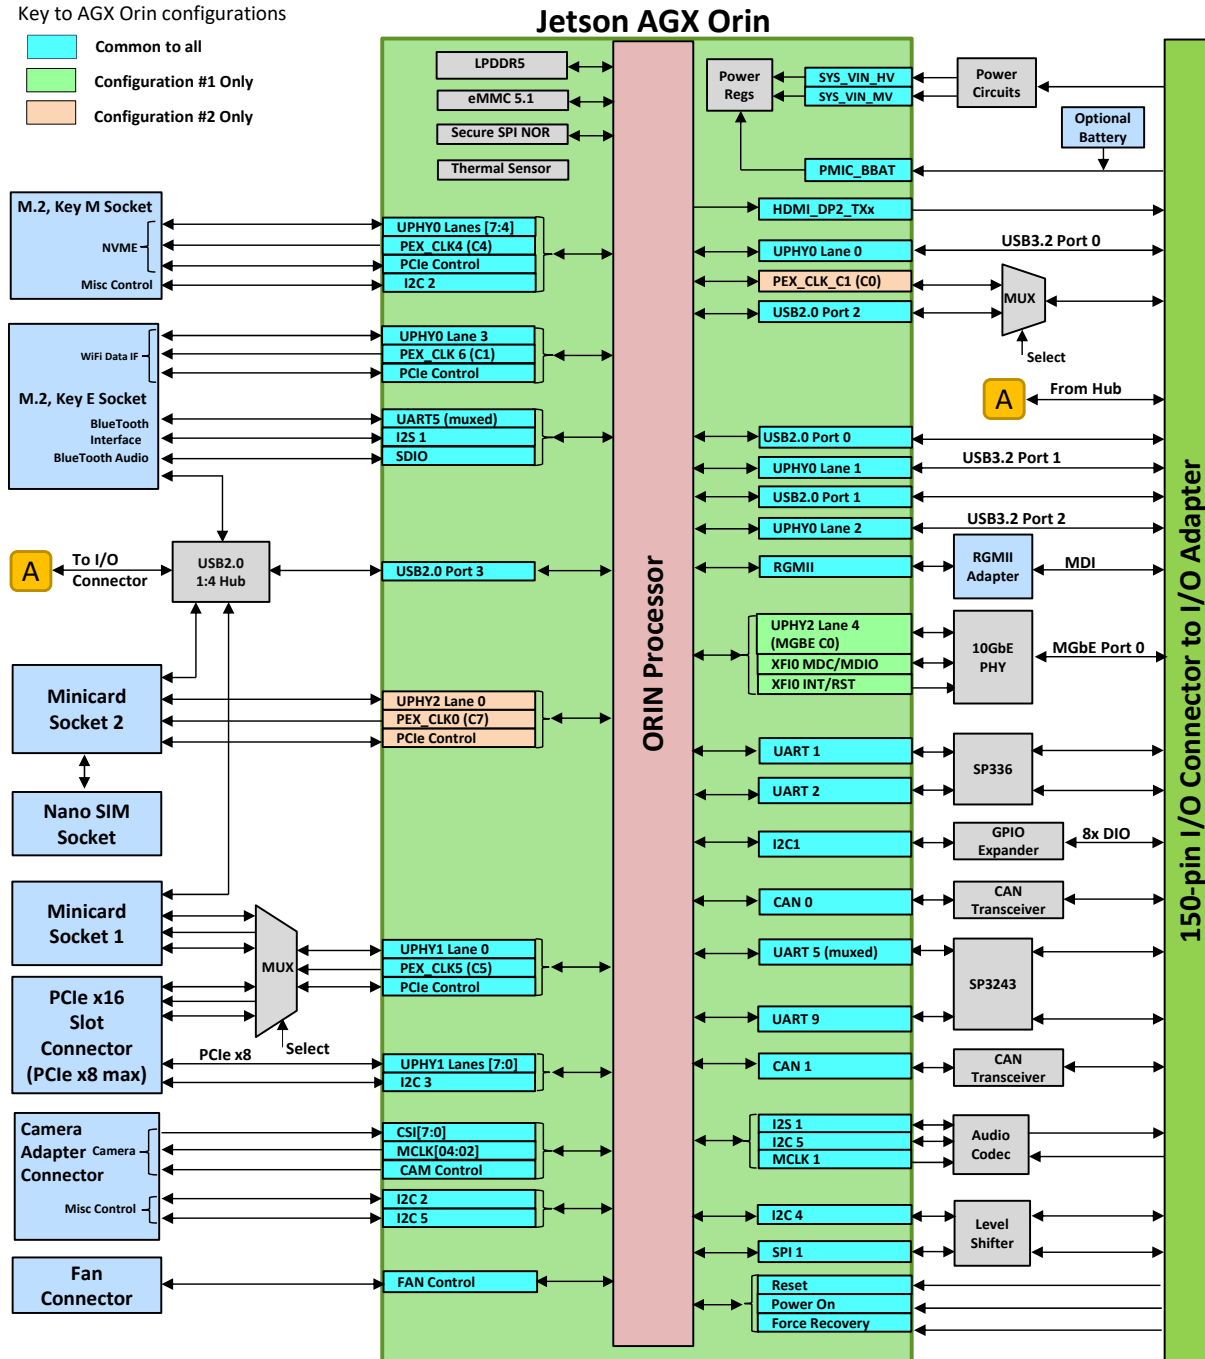 Key to AGX Orin configurations
Common to all
Configuration #1 Only
Configuration #2 Only
Jetson AGX Orin
LPDDR5
eMMC 5.1
Secure SPI NOR
Thermal Sensor
Power
Regs
SYS_VIN_HV
SYS_VIN_MV
Power
Circuits
Optional
Battery
PMIC_BBAT
M.2, Key M Socket
NVME
Misc Control
UPHY0 Lanes [7:4]
PEX_CLK4 (C4)
PCIe Control
I2C 2
HDMI_DP2_TXx
UPHY0 Lane 0
USB3.2 Port 0
PEX_CLK_C1 (C0)
USB2.0 Port 2
MUX
Select
WiFi Data IF
M.2, Key E Socket
BlueTooth
Interface
BlueTooth Audio
UPHY0 Lane 3
PEX_CLK 6 (C1)
PCIe Control
UART5 (muxed)
I2S 1
SDIO
A
From Hub
USB2.0 Port 0
UPHY0 Lane 1
USB3.2 Port 1
USB2.0 Port 1
UPHY0 Lane 2
USB3.2 Port 2
A
To I/O
Connector
USB2.0
1:4 Hub
USB2.0 Port 3
RGMII
RGMII
Adapter
MDI
UPHY2 Lane 4
(MGBE C0)
XFI0 MDC/MDIO
XFI0 INT/RST
10GbE
PHY
MGbE Port 0
ORIN Processor
150-pin I/O Connector to I/O Adapter
Minicard
Socket 2
UPHY2 Lane 0
PEX_CLK0 (C7)
PCIe Control
Nano SIM
Socket
UART 1
UART 2
SP336
I2C1
GPIO
Expander
8x DIO
CAN 0
CAN
Transceiver
Minicard
Socket 1
MUX
Select
UPHY1 Lane 0
PEX_CLK5 (C5)
PCIe Control
UART 5 (muxed)
UART 9
SP3243
PCIe x16
Slot
Connector
(PCIe x8 max)
PCIe x8
UPHY1 Lanes [7:0]
I2C 3
CAN 1
CAN
Transceiver
Camera
Adapter
Connector
Camera
Misc Control
CSI[7:0]
MCLK[04:02]
CAM Control
I2C 2
I2C 5
I2S 1
I2C 5
MCLK 1
Audio
Codec
I2C 4
SPI 1
Level
Shifter
Fan
Connector
FAN Control
Reset
Power On
Force Recovery